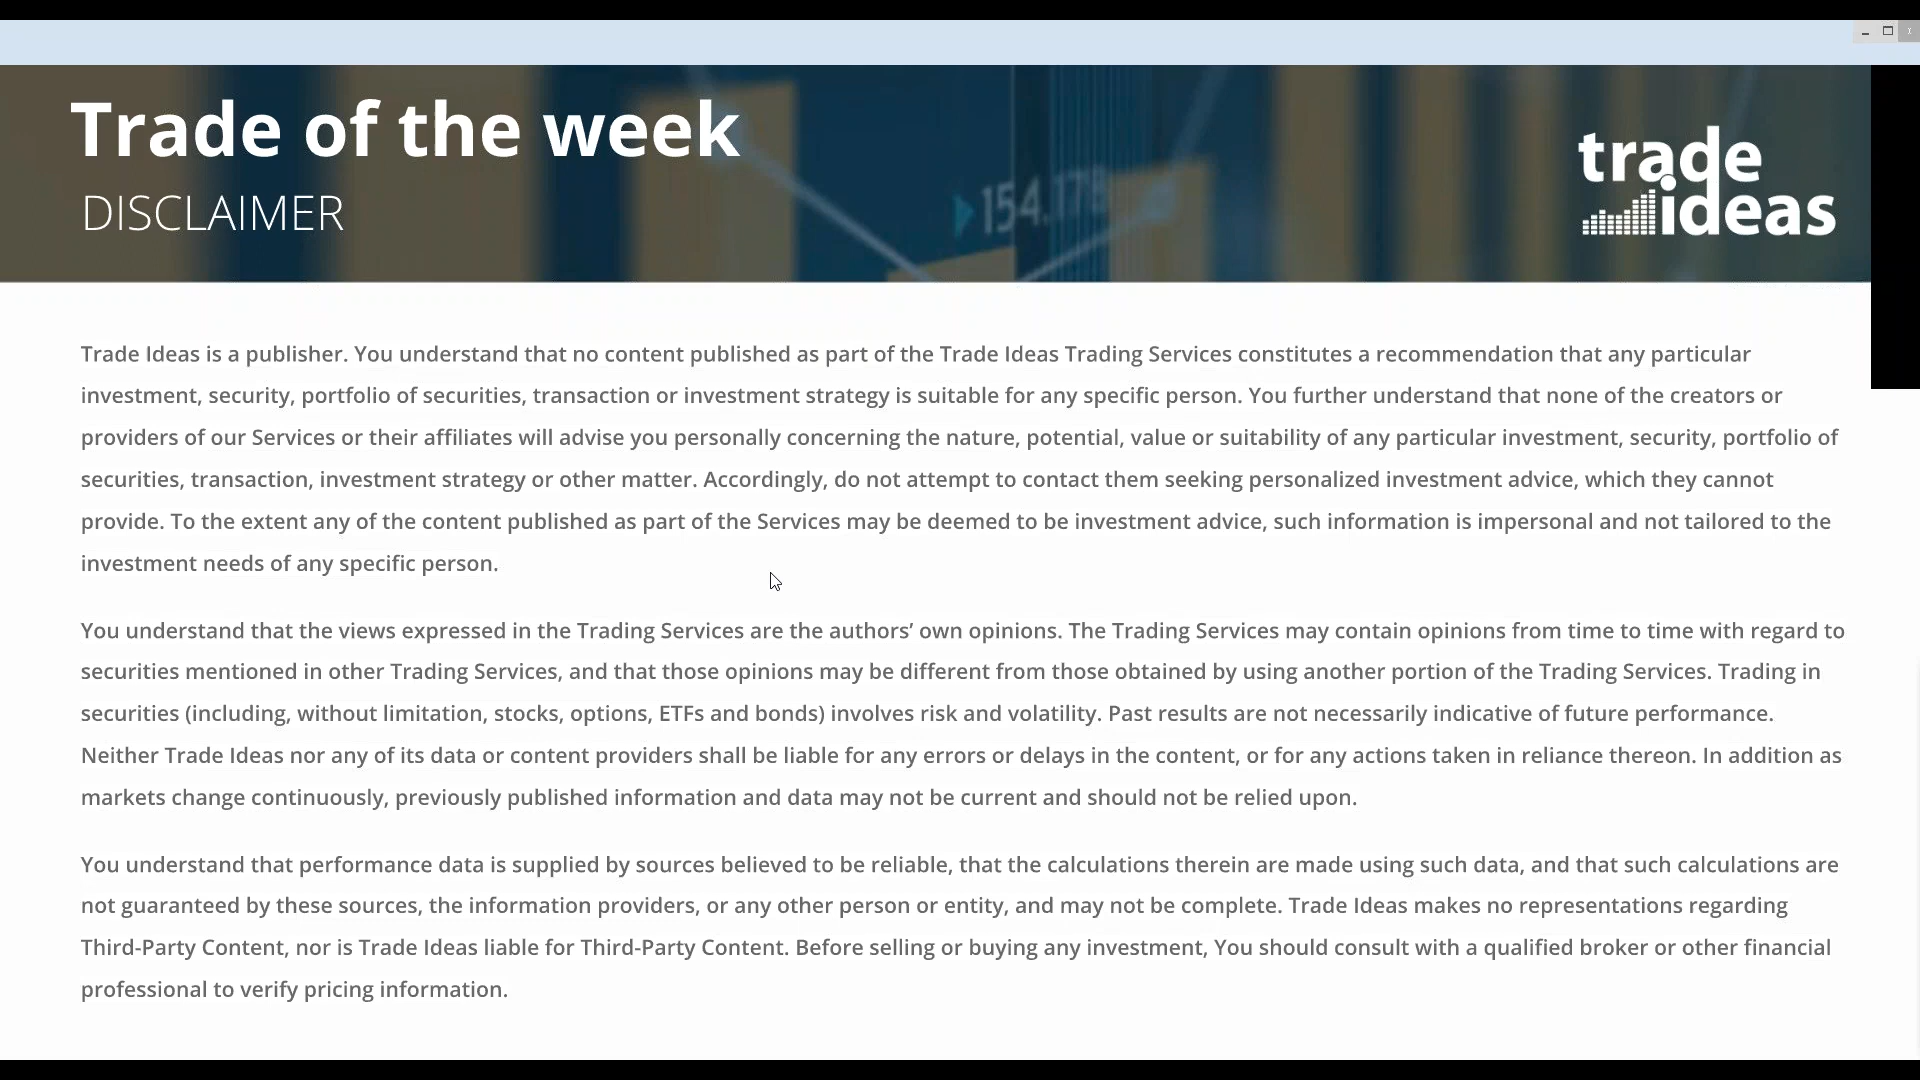 Trade of the week
DISCLAIMER
154.178
trade
ideas
Trade Ideas is a publisher. You understand that no content published as part of the Trade Ideas Trading Services constitutes a recommendation that any particular
investment, security, portfolio of securities, transaction or investment strategy is suitable for any specific person. You further understand that none of the creators or
providers of our Services or their affiliates will advise you personally concerning the nature, potential, value or suitability of any particular investment, security, portfolio of
securities, transaction, investment strategy or other matter. Accordingly, do not attempt to contact them seeking personalized investment advice, which they cannot
provide. To the extent any of the content published as part of the Services may be deemed to be investment advice, such information is impersonal and not tailored to the
investment needs of any specific person.
You understand that the views expressed in the Trading Services are the authors’ own opinions. The Trading Services may contain opinions from time to time with regard to
securities mentioned in other Trading Services, and that those opinions may be different from those obtained by using another portion of the Trading Services. Trading in
securities (including, without limitation, stocks, options, ETFs and bonds) involves risk and volatility. Past results are not necessarily indicative of future performance.
Neither Trade Ideas nor any of its data or content providers shall be liable for any errors or delays in the content, or for any actions taken in reliance thereon. In addition as
markets change continuously, previously published information and data may not be current and should not be relied upon.
You understand that performance data is supplied by sources believed to be reliable, that the calculations therein are made using such data, and that such calculations are
not guaranteed by these sources, the information providers, or any other person or entity, and may not be complete. Trade Ideas makes no representations regarding
Third-Party Content, nor is Trade Ideas liable for Third-Party Content. Before selling or buying any investment, You should consult with a qualified broker or other financial
professional to verify pricing information.